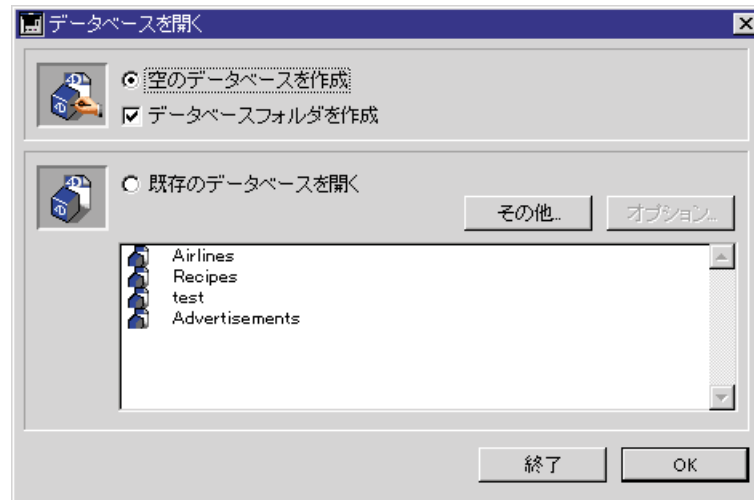 データベースを開く
空のデータベースを作成
データベースフォルダを作成
既存のデータベースを開く
その他...
オプション...
Airlines
Recipes
test
Advertisements
終了
OK